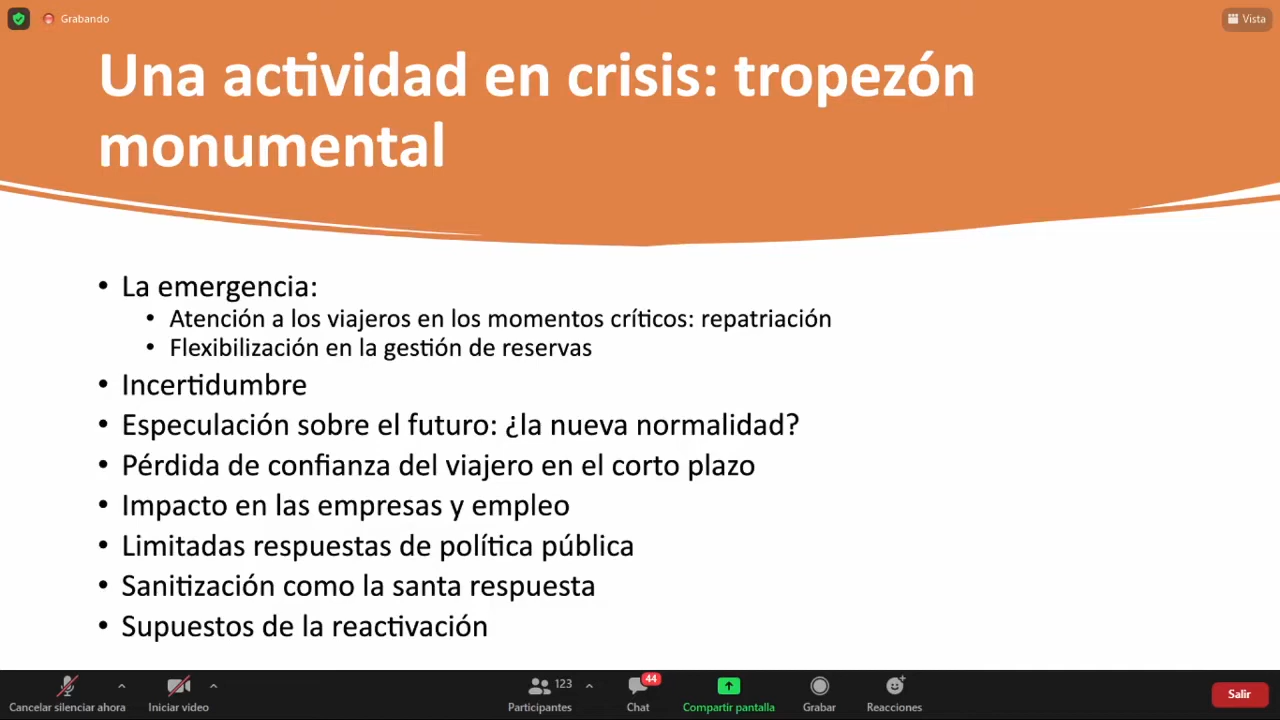 Grabando
Vista
Una actividad en crisis: tropezón
monumental
• La emergencia:
• Atención a los viajeros en los momentos críticos: repatriación
• Flexibilización en la gestión de reservas
• Incertidumbre
• Especulación sobre el futuro: ¿la nueva normalidad?
• Pérdida de confianza del viajero en el corto plazo
• Impacto en las empresas y empleo
• Limitadas respuestas de política pública
• Sanitización como la santa respuesta
• Supuestos de la reactivación
123
44
Cancelar silenciar ahora
Iniciar video
Participantes
Chat
Compartir pantalla
Grabar
Reacciones
Salir